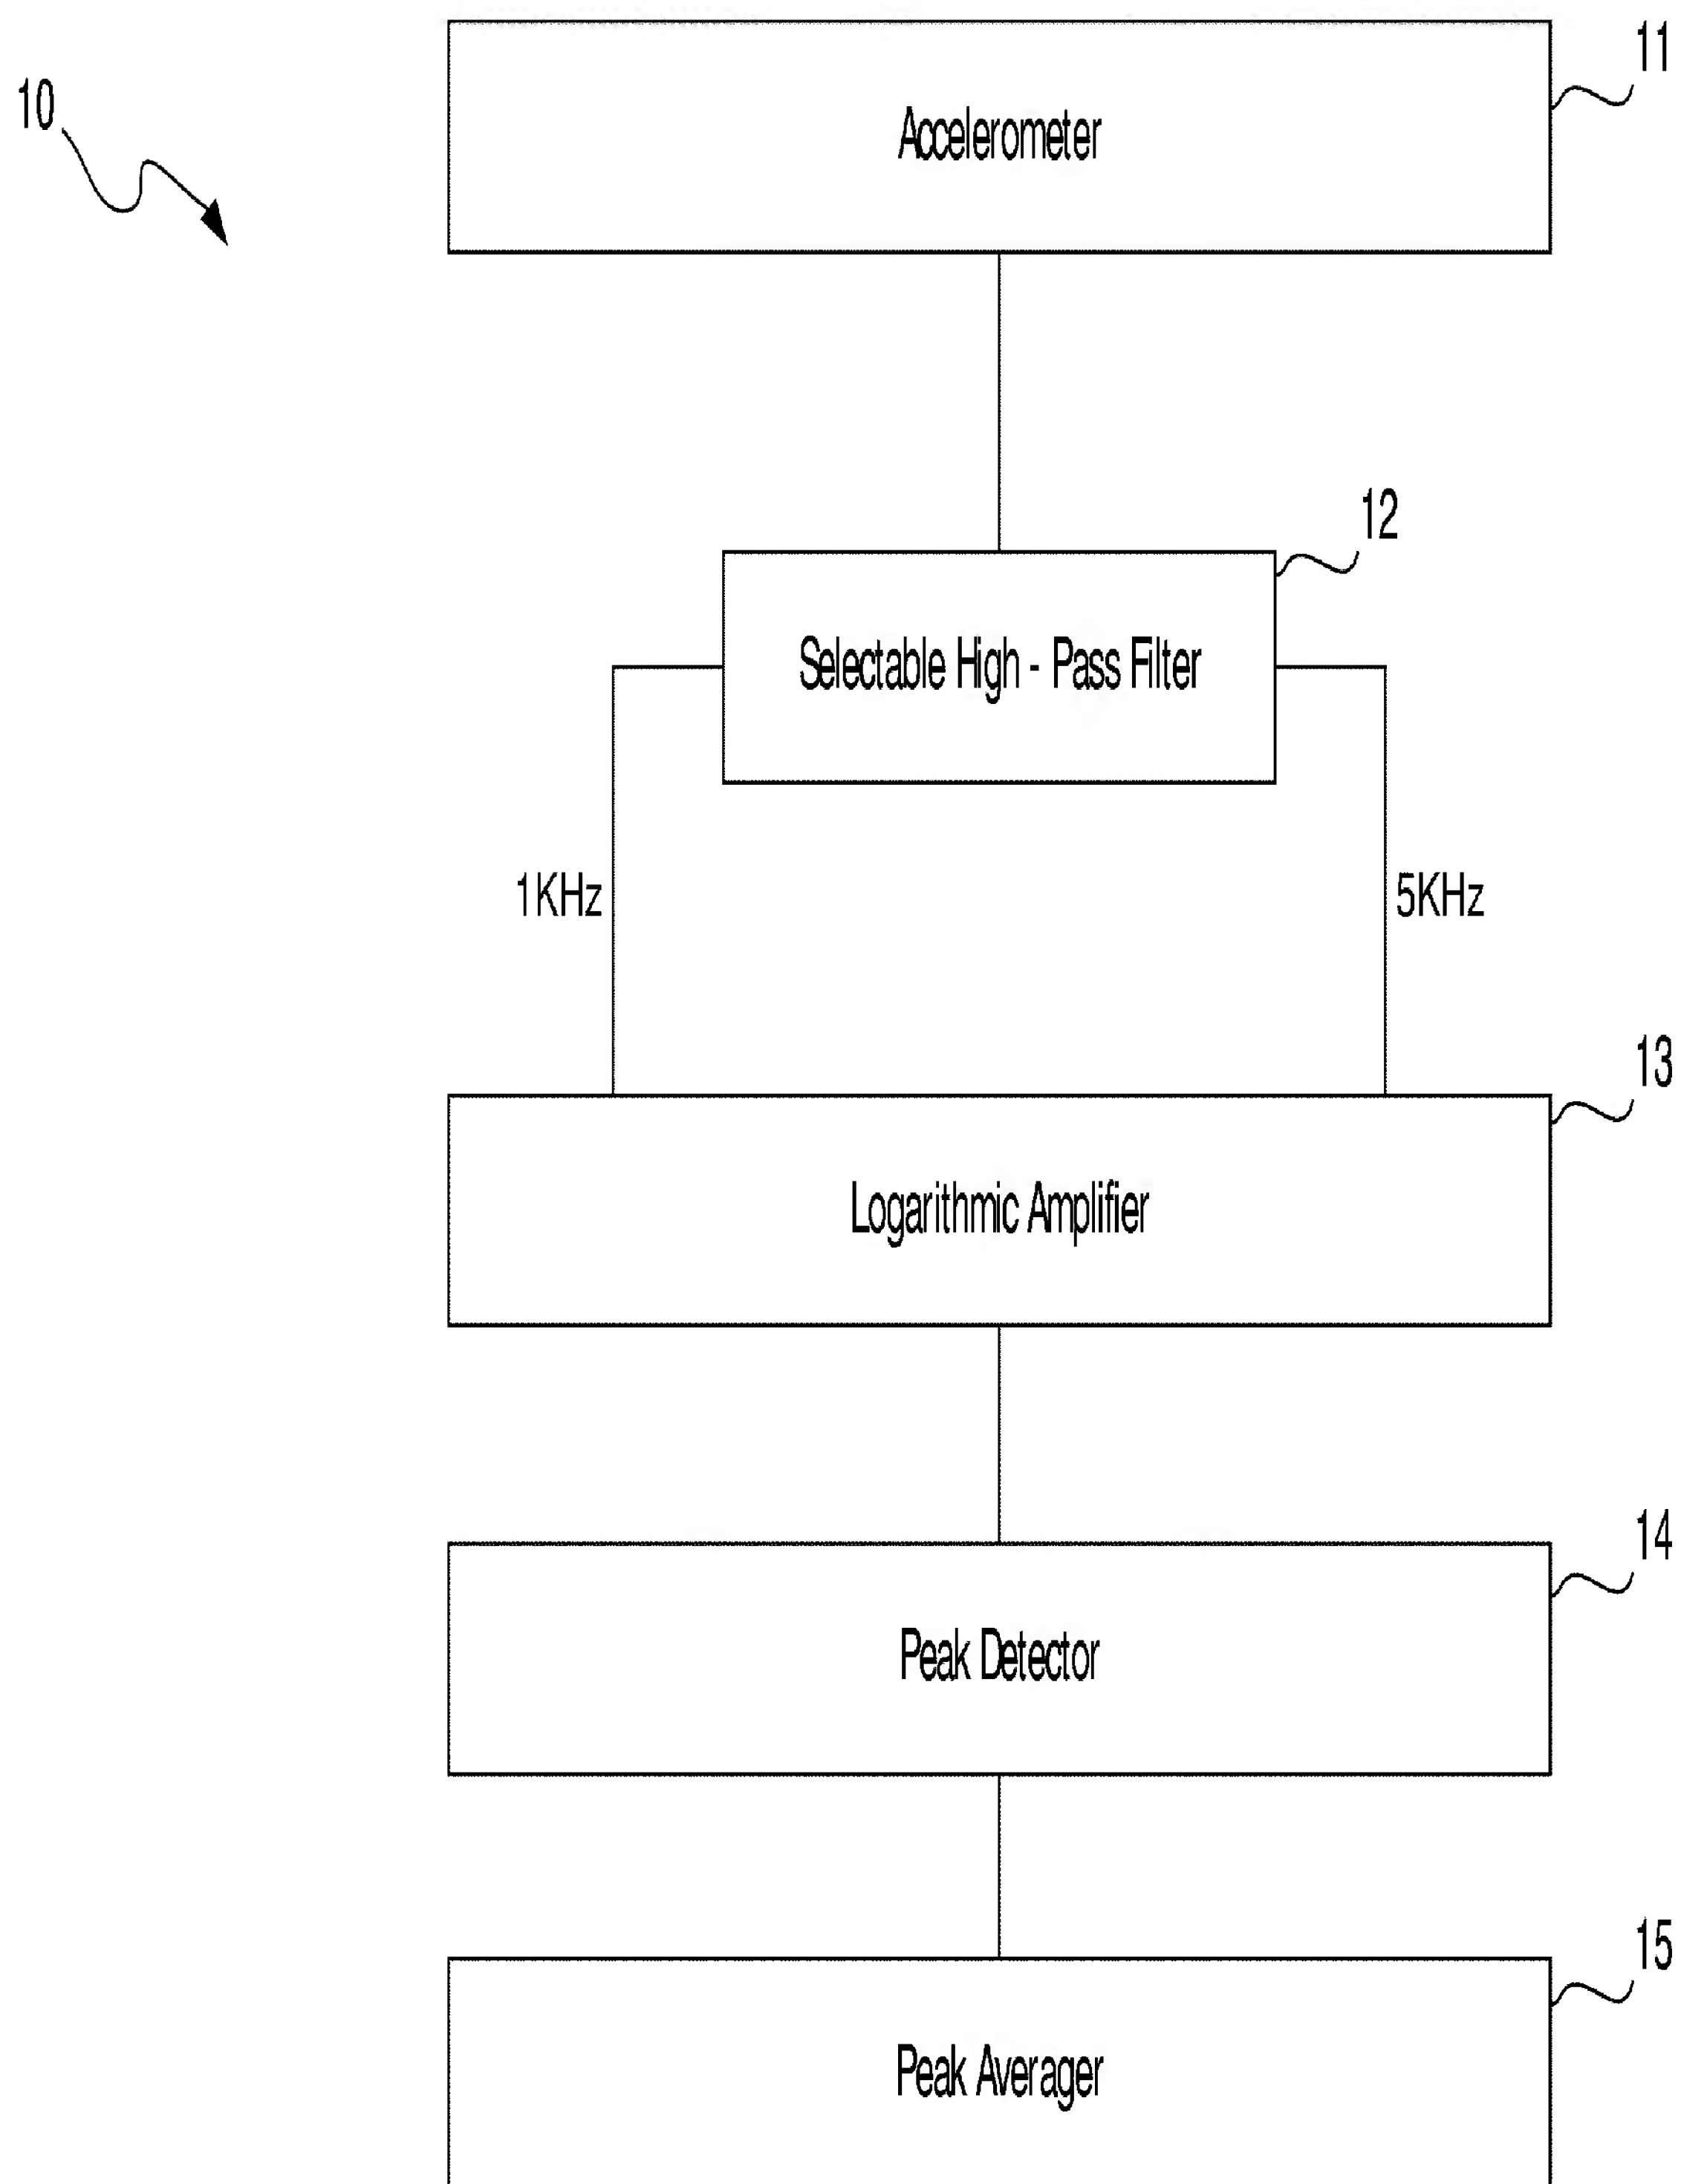 11
10
Accelerometer
12
Selectable High - Pass Filter
1KHz
5KHz
13
Logarithmic Amplifier
14
Peak Detector
15
Peak Averager